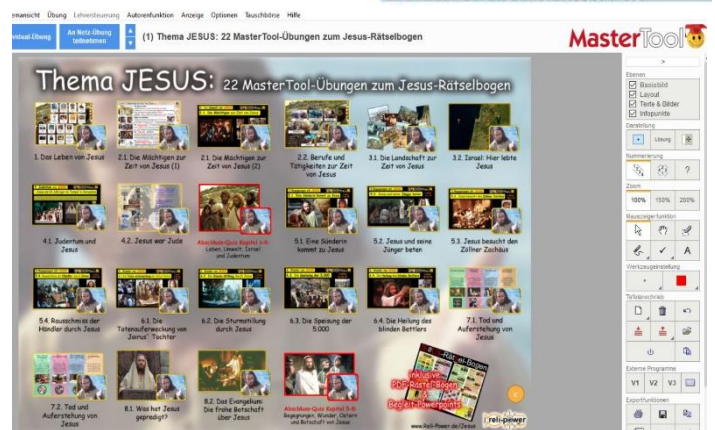 emansicht Übung Lehrersteuerung Autorenfunktion Anzeige Optionen Tauschbörse Hilfe
vidual-Übung
An Netz-Übung
teilnehmen
(1) Thema JESUS: 22 MasterTool-Übungen zum Jesus-Rätselbogen
MasterTool
Thema JESUS: 22 MasterTool-Übungen zum Jesus-Rätselbogen
1. Das Leben von Jesus
2.1. Die Mächtigen zur
Zeit von Jesus (1)
2.1. Die Mächtigen zur
Zeit von Jesus (2)
2.2. Berufe und
Tätigkeiten zur Zeit
von Jesus
3.1. Die Landschaft zur
Zeit von Jesus
3.2. Israel: Hier lebte
Jesus
4.1. Judentum und
Jesus
4.2. Jesus war Jude
Abschluss-Quiz Kapitel 1-4:
Leben, Umwelt, Israel
und Judentum
5.1. Eine Sünderin
kommt zu Jesus
5.2. Jesus und seine
Jünger beten
5.3. Jesus besucht den
Zöllner Zachäus
5.4. Rausschmiss der
Händler durch Jesus
6.1. Die
Totenauferweckung von
Jairus' Tochter
6.2. Die Sturmstillung
durch Jesus
6.3. Die Speisung der
5.000
6.4. Die Heilung des
blinden Bettlers
7.1. Tod und
Auferstehung von
Jesus
7.2. Tod und
Auferstehung von
Jesus
8.1. Was hat Jesus
gepredigt?
8.2. Das Evangelium:
Die frohe Botschaft
über Jesus
Abschluss-Quiz Kapitel 5-8:
Begegnungen, Wunder, Ostern
und Botschaft von Jesus
inklusive
PDF-Rätsel-Bogen
&
Begleit-Powerpoints
www.Reli-Power.de/Jesus
reli-power
Ebenen
Basisbild
Layout
Texte & Bilder
Infopunkte
Darstellung
Lösung
Nummerierung
?
Zoom
100% 150% 200%
Mauszeigerfunktion
A
Werkzeugeinstellung
Tafelanschrieb
Externe Programme
V1 V2 V3
Exportfunktionen